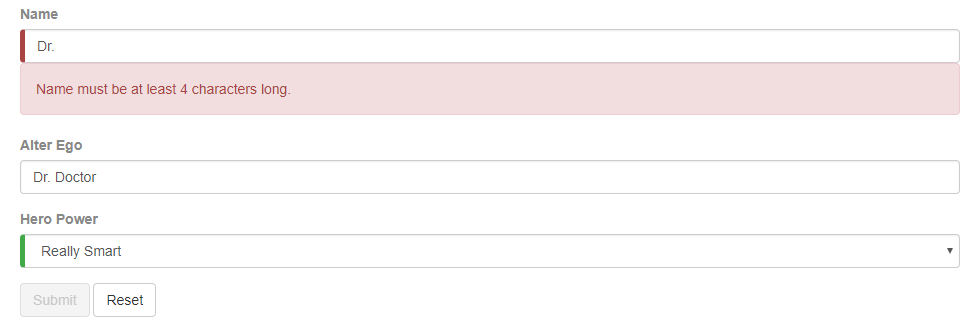 Name
Dr.
Name must be at least 4 characters long.
Alter Ego
Dr. Doctor
Hero Power
Really Smart
Submit Reset